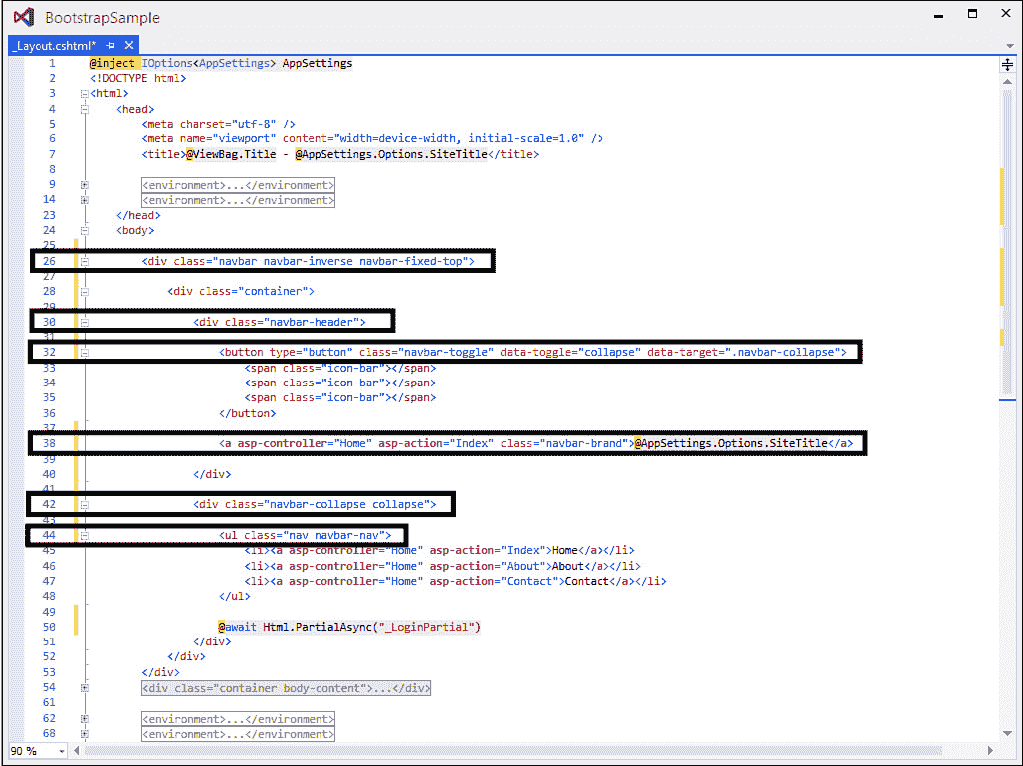 BootstrapSample
_Layout.cshtml*
1 @inject IOptions<AppSettings> AppSettings
2 <!DOCTYPE html>
3 <html>
4 <head>
5 <meta charset="utf-8" />
6 <meta name="viewport" content="width=device-width, initial-scale=1.0" />
7 <title>@ViewBag.Title - @AppSettings.Options.SiteTitle</title>
8
9 <environment>...</environment>
14 <environment>...</environment>
23 </head>
24 <body>
25
26 <div class="navbar navbar-inverse navbar-fixed-top">
27
28 <div class="container">
29
30 <div class="navbar-header">
31
32 <button type="button" class="navbar-toggle" data-toggle="collapse" data-target=".navbar-collapse">
33 <span class="icon-bar"></span>
34 <span class="icon-bar"></span>
35 <span class="icon-bar"></span>
36 </button>
37
38 <a asp-controller="Home" asp-action="Index" class="navbar-brand">@AppSettings.Options.SiteTitle</a>
39
40 </div>
41
42 <div class="navbar-collapse collapse">
43
44 <ul class="nav navbar-nav">
45 <li><a asp-controller="Home" asp-action="Index">Home</a></li>
46 <li><a asp-controller="Home" asp-action="About">About</a></li>
47 <li><a asp-controller="Home" asp-action="Contact">Contact</a></li>
48 </ul>
49
50 @await Html.PartialAsync("_LoginPartial")
51 </div>
52 </div>
53 </div>
54 <div class="container body-content">...</div>
61
62 <environment>...</environment>
68 <environment>...</environment>
90 %